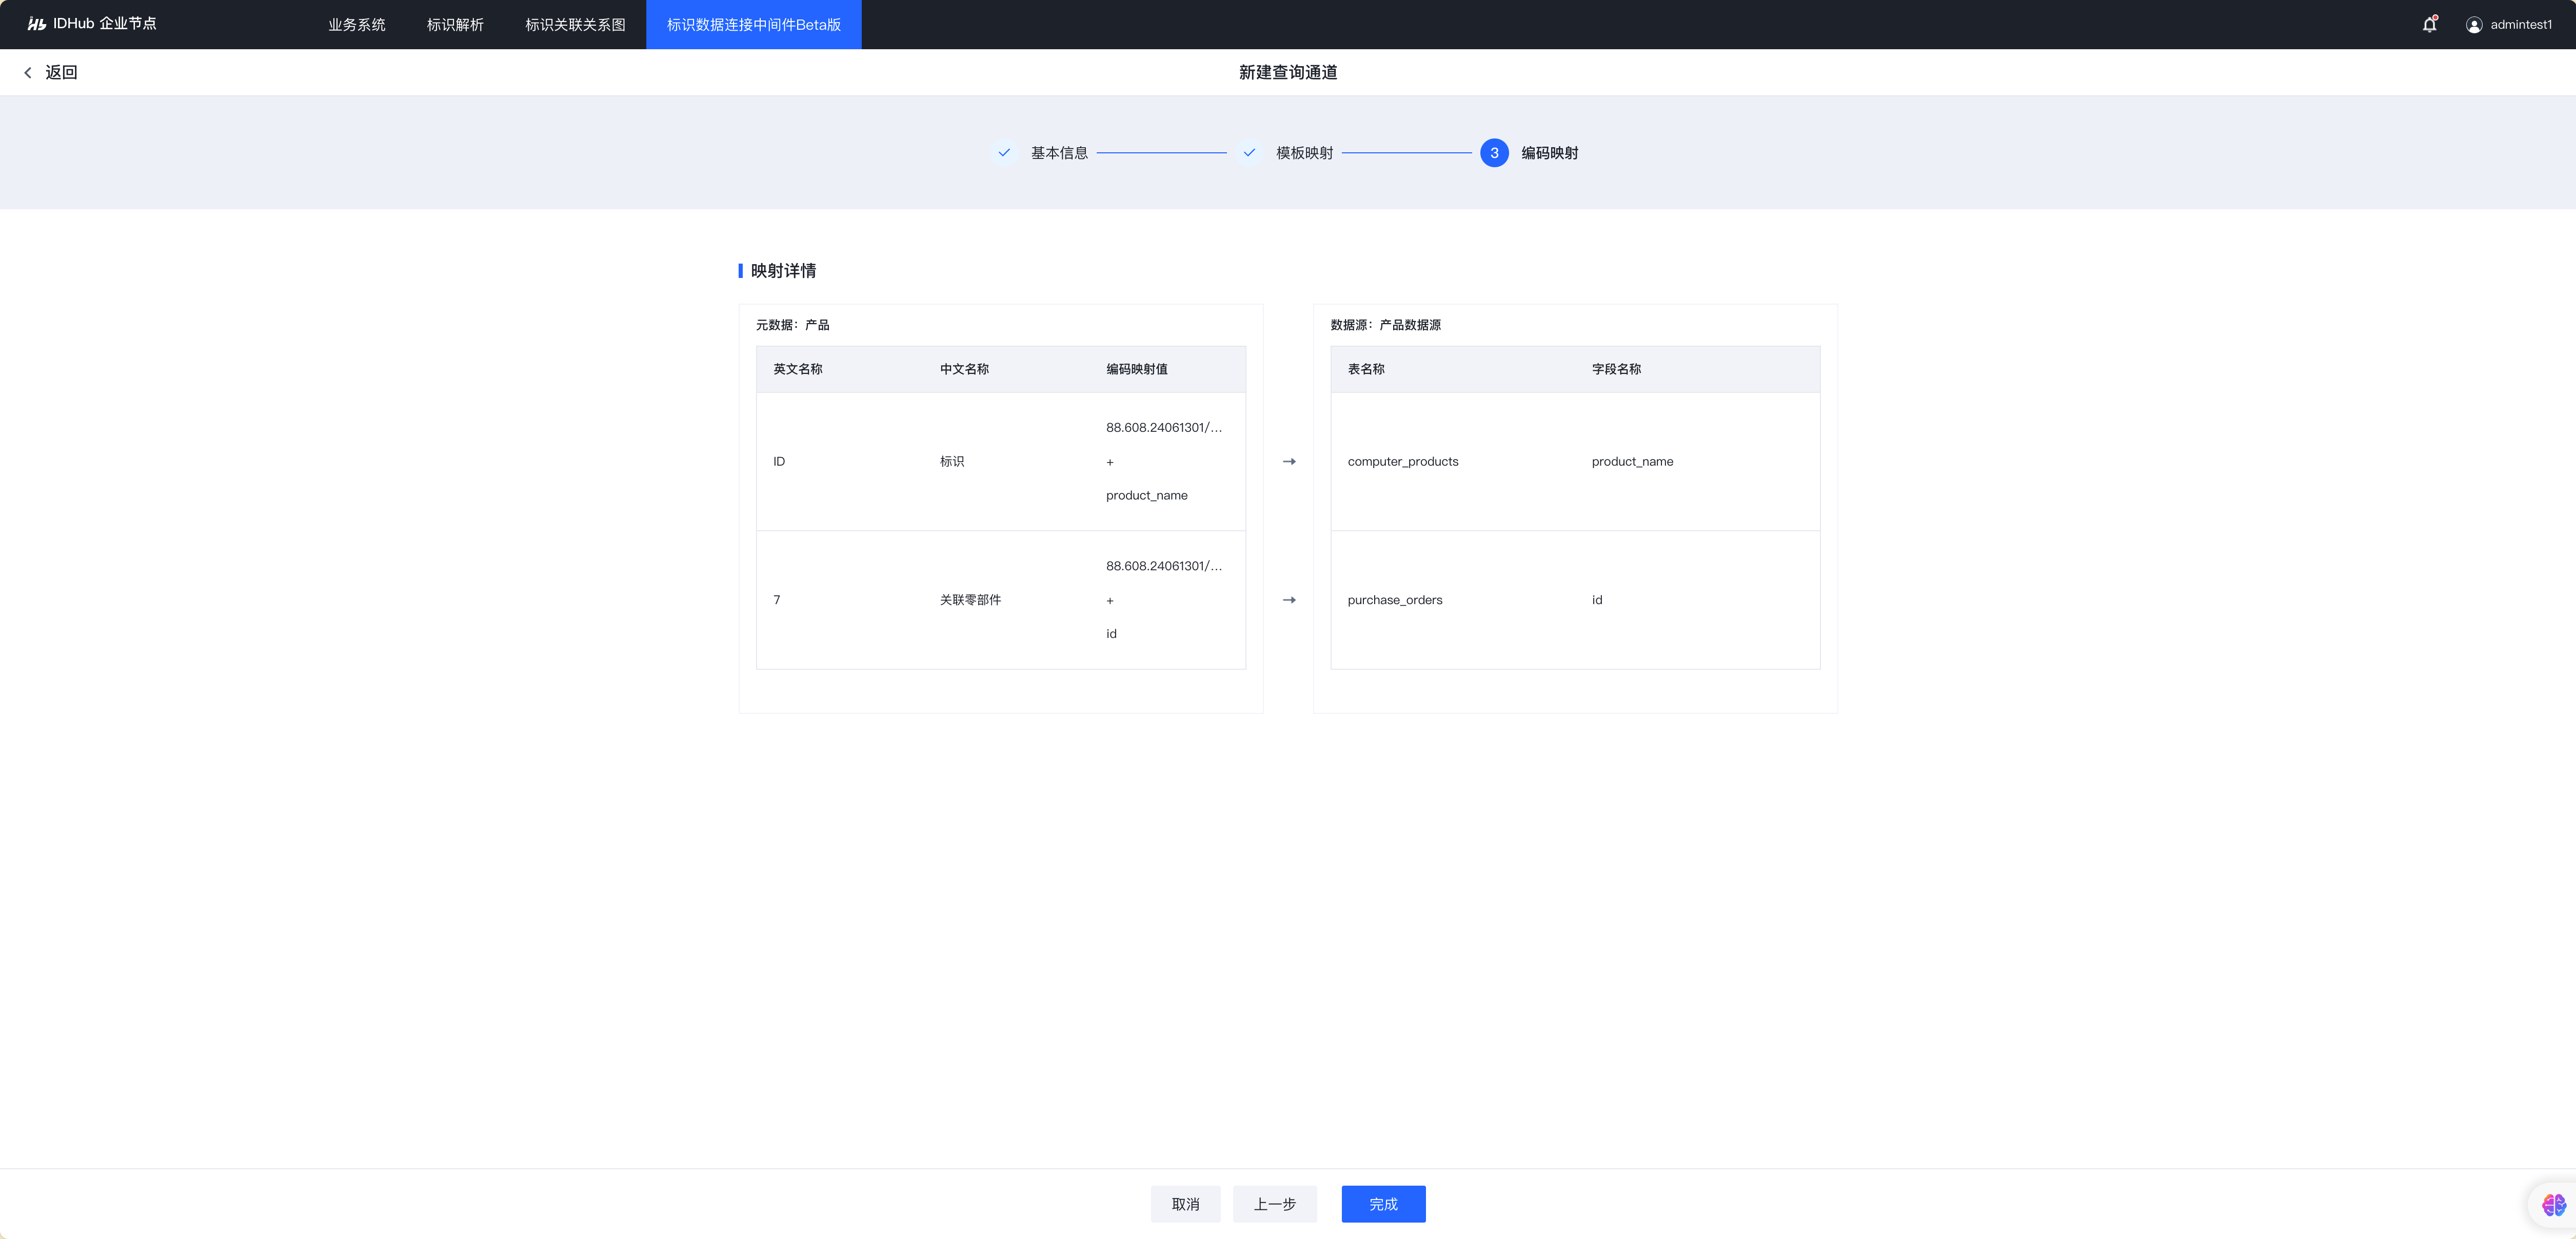 IDHub 企业节点
业务系统
标识解析
标识关联关系图
标识数据连接中间件Beta版
admintest1
返回
新建查询通道
基本信息
模板映射
3 编码映射
映射详情
元数据：产品
英文名称 中文名称 编码映射值
ID 标识 88.608.24061301/...
+
product_name
7 关联零部件 88.608.24061301/...
+
id
数据源：产品数据源
表名称 字段名称
computer_products product_name
purchase_orders id
取消
上一步
完成